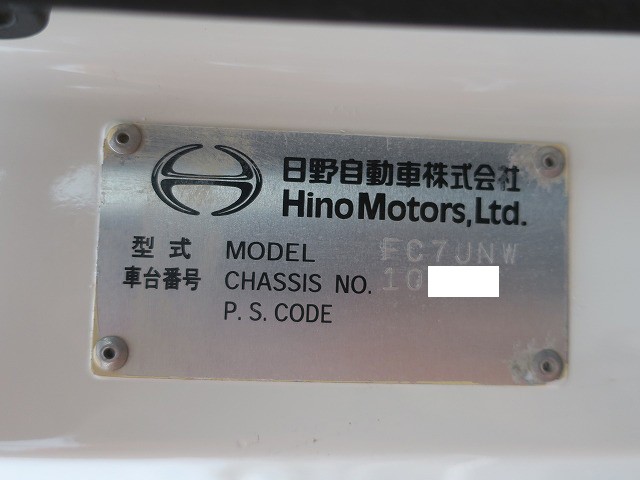 日野自動車株式会社
Hino Motors, Ltd.
型式 MODEL FC7JNW
車台番号 CHASSIS NO. 10
P.S.CODE